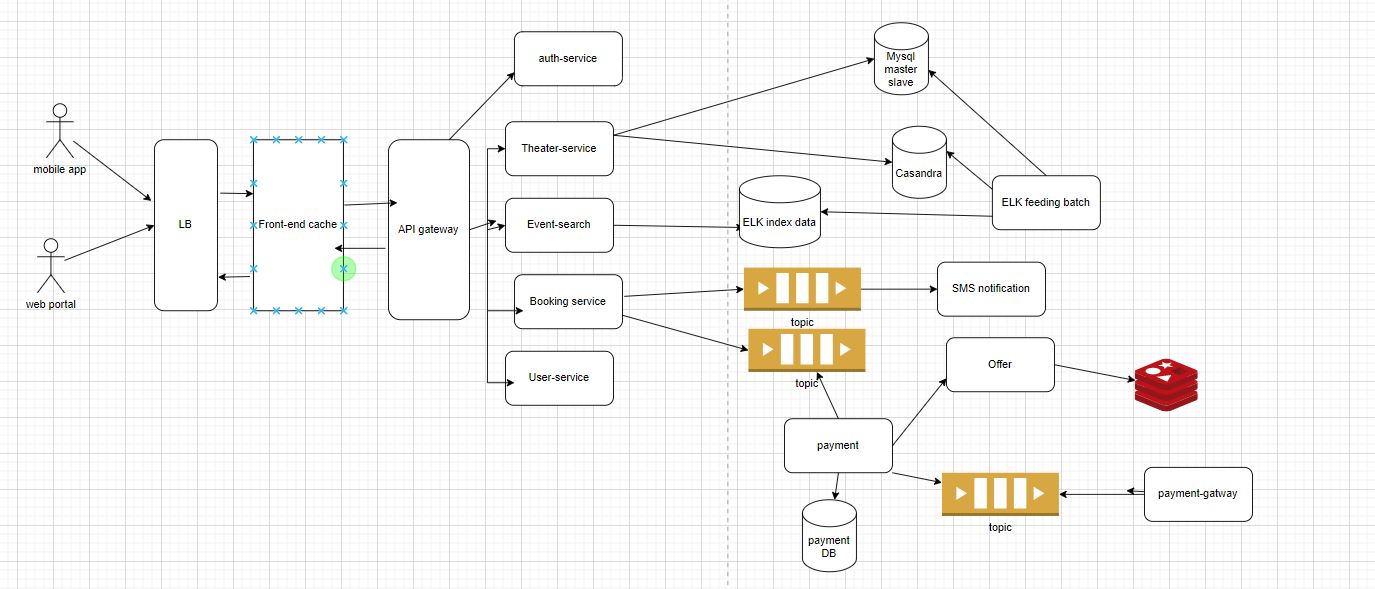 auth-service
Mysql
master
slave
mobile app
Theater-service
Casandra
LB
Front-end cache
API gateway
Event-search
ELK index data
ELK feeding batch
web portal
Booking service
topic
SMS notification
topic
User-service
Offer
payment
topic
payment-gatway
payment
DB